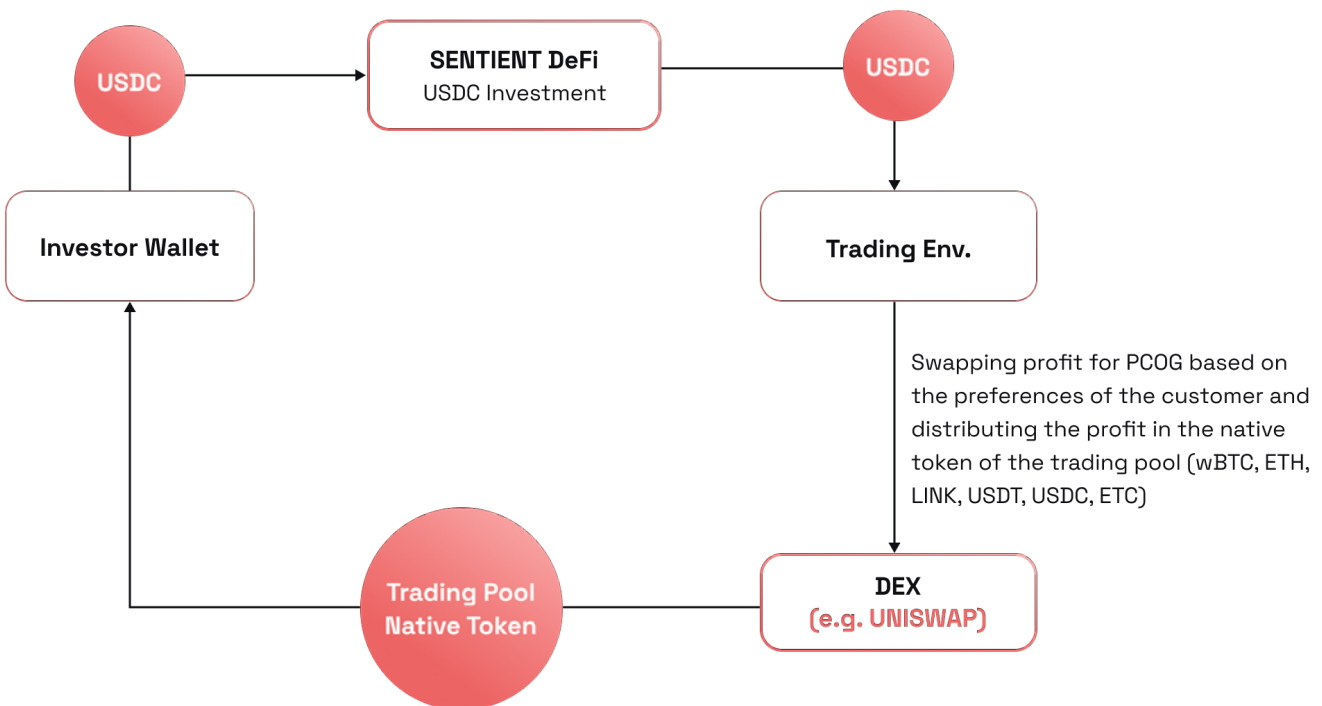 USDC
SENTIENT DeFi
USDC Investment
USDC
Investor Wallet
Trading Env.
Swapping profit for PCOG based on
the preferences of the customer and
distributing the profit in the native
token of the trading pool (wBTC, ETH,
LINK, USDT, USDC, ETC)
Trading Pool
Native Token
DEX
(e.g. UNISWAP)